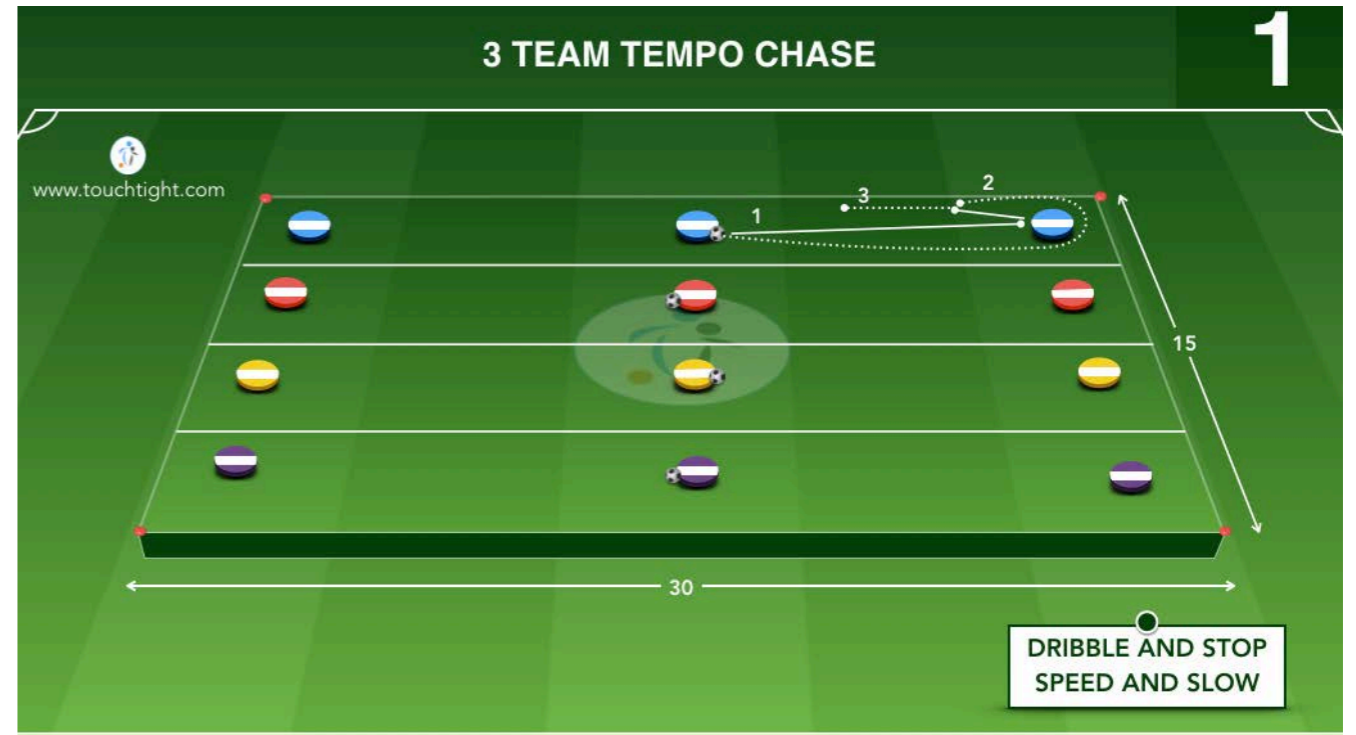 3 TEAM TEMPO CHASE
1
www.touchtight.com
2
3
1
15
30
DRIBBLE AND STOP
SPEED AND SLOW